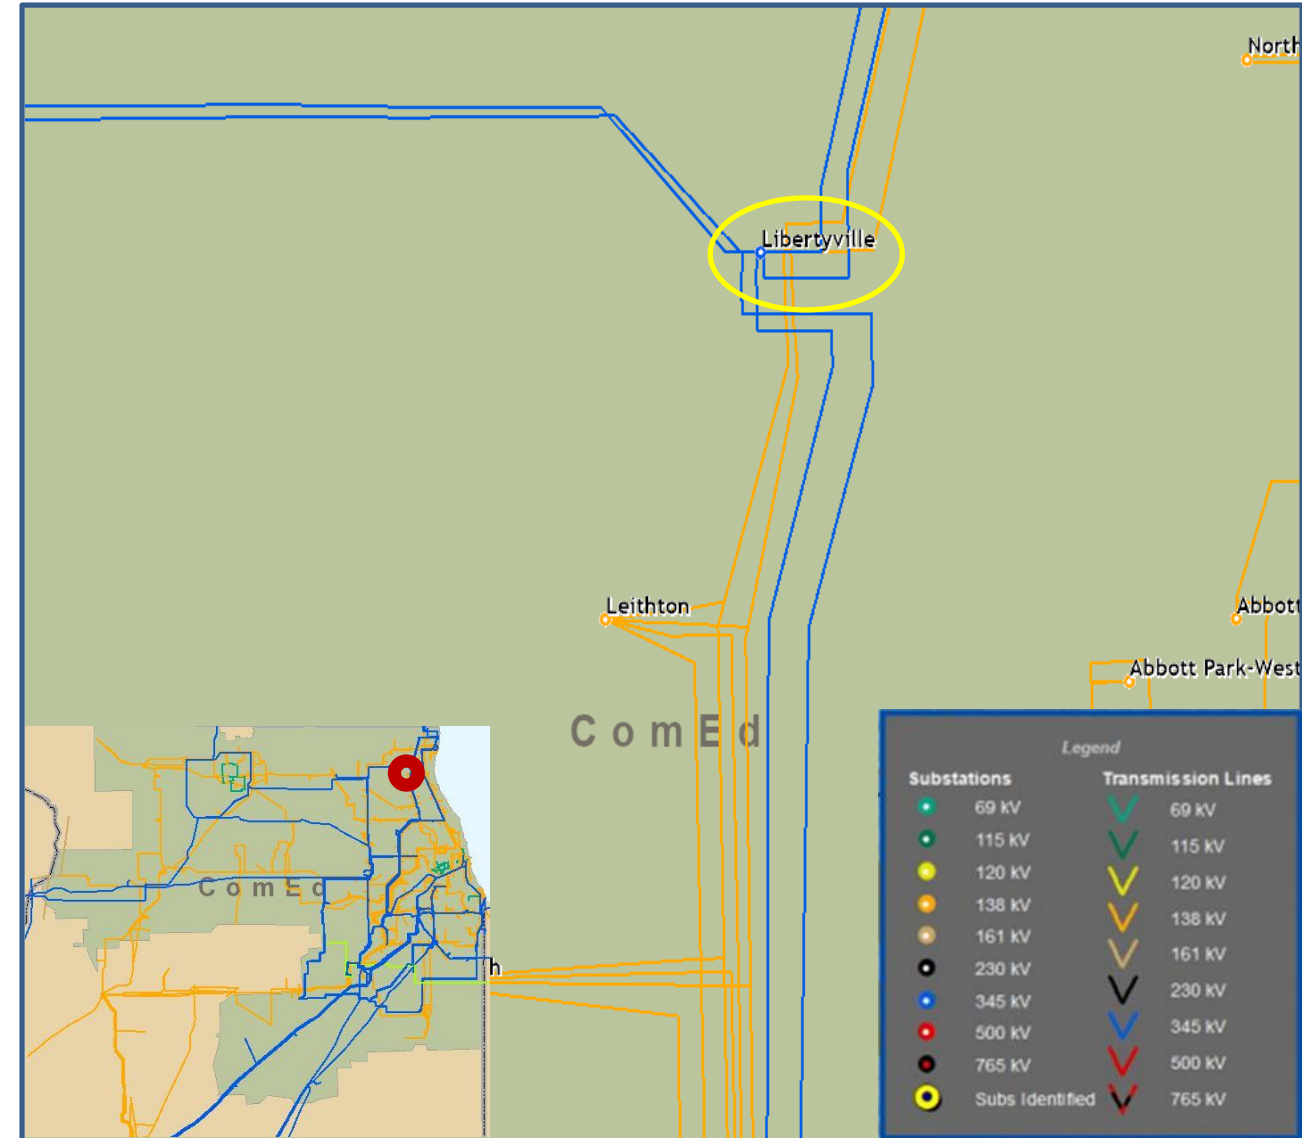 North
Libertyville
Leithton
Abbott
Abbott Park-West
ComEd
Legend
Substations Transmission Lines
69 kV 69 kV
115 kV 115 kV
120 kV 120 kV
138 kV 138 kV
161 kV 161 kV
230 kV 230 kV
345 kV 345 kV
500 kV 500 kV
765 kV 765 kV
Subs Identified
ComEd
h